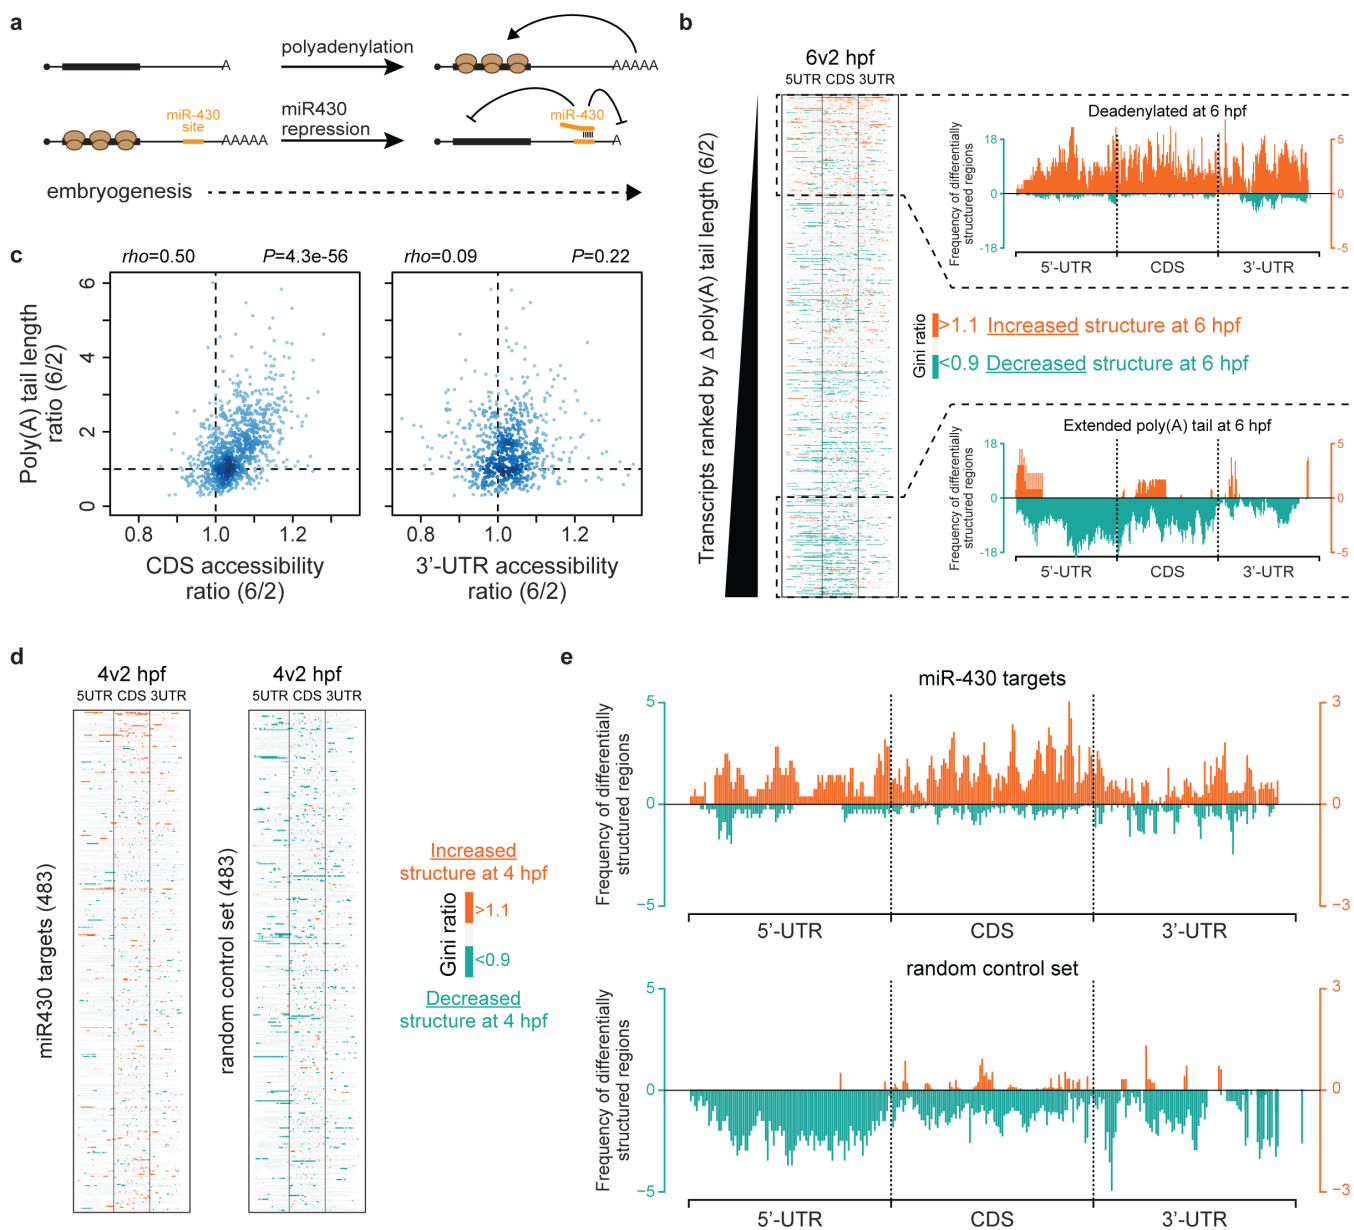 a
polyadenylation
A
AAAAA
miR-430
site
AAAAA
miR430
repression
miR-430
A
embryogenesis
b
6v2 hpf
5UTR CDS 3UTR
Transcripts ranked by Δ poly(A) tail length (6/2)
Deadenylated at 6 hpf
Frequency of differentially
structured regions
18
0
-18
5
0
-5
5'-UTR
CDS
3'-UTR
Gini ratio
>1.1 Increased structure at 6 hpf
<0.9 Decreased structure at 6 hpf
Extended poly(A) tail at 6 hpf
Frequency of differentially
structured regions
18
0
-18
5
0
-5
5'-UTR
CDS
3'-UTR
c
rho=0.50
P=4.3e-56
rho=0.09
P=0.22
Poly(A) tail length
ratio (6/2)
6
4
2
0
0.8
1.0
1.2
0.8
1.0
1.2
CDS accessibility
ratio (6/2)
3'-UTR accessibility
ratio (6/2)
d
4v2 hpf
5UTR CDS 3UTR
4v2 hpf
5UTR CDS 3UTR
miR430 targets (483)
random control set (483)
Increased
structure at 4 hpf
Gini ratio
>1.1
<0.9
Decreased
structure at 4 hpf
e
miR-430 targets
Frequency of differentially
structured regions
5
0
−5
3
0
−3
5'-UTR
CDS
3'-UTR
random control set
Frequency of differentially
structured regions
5
0
−5
3
0
−3
5'-UTR
CDS
3'-UTR